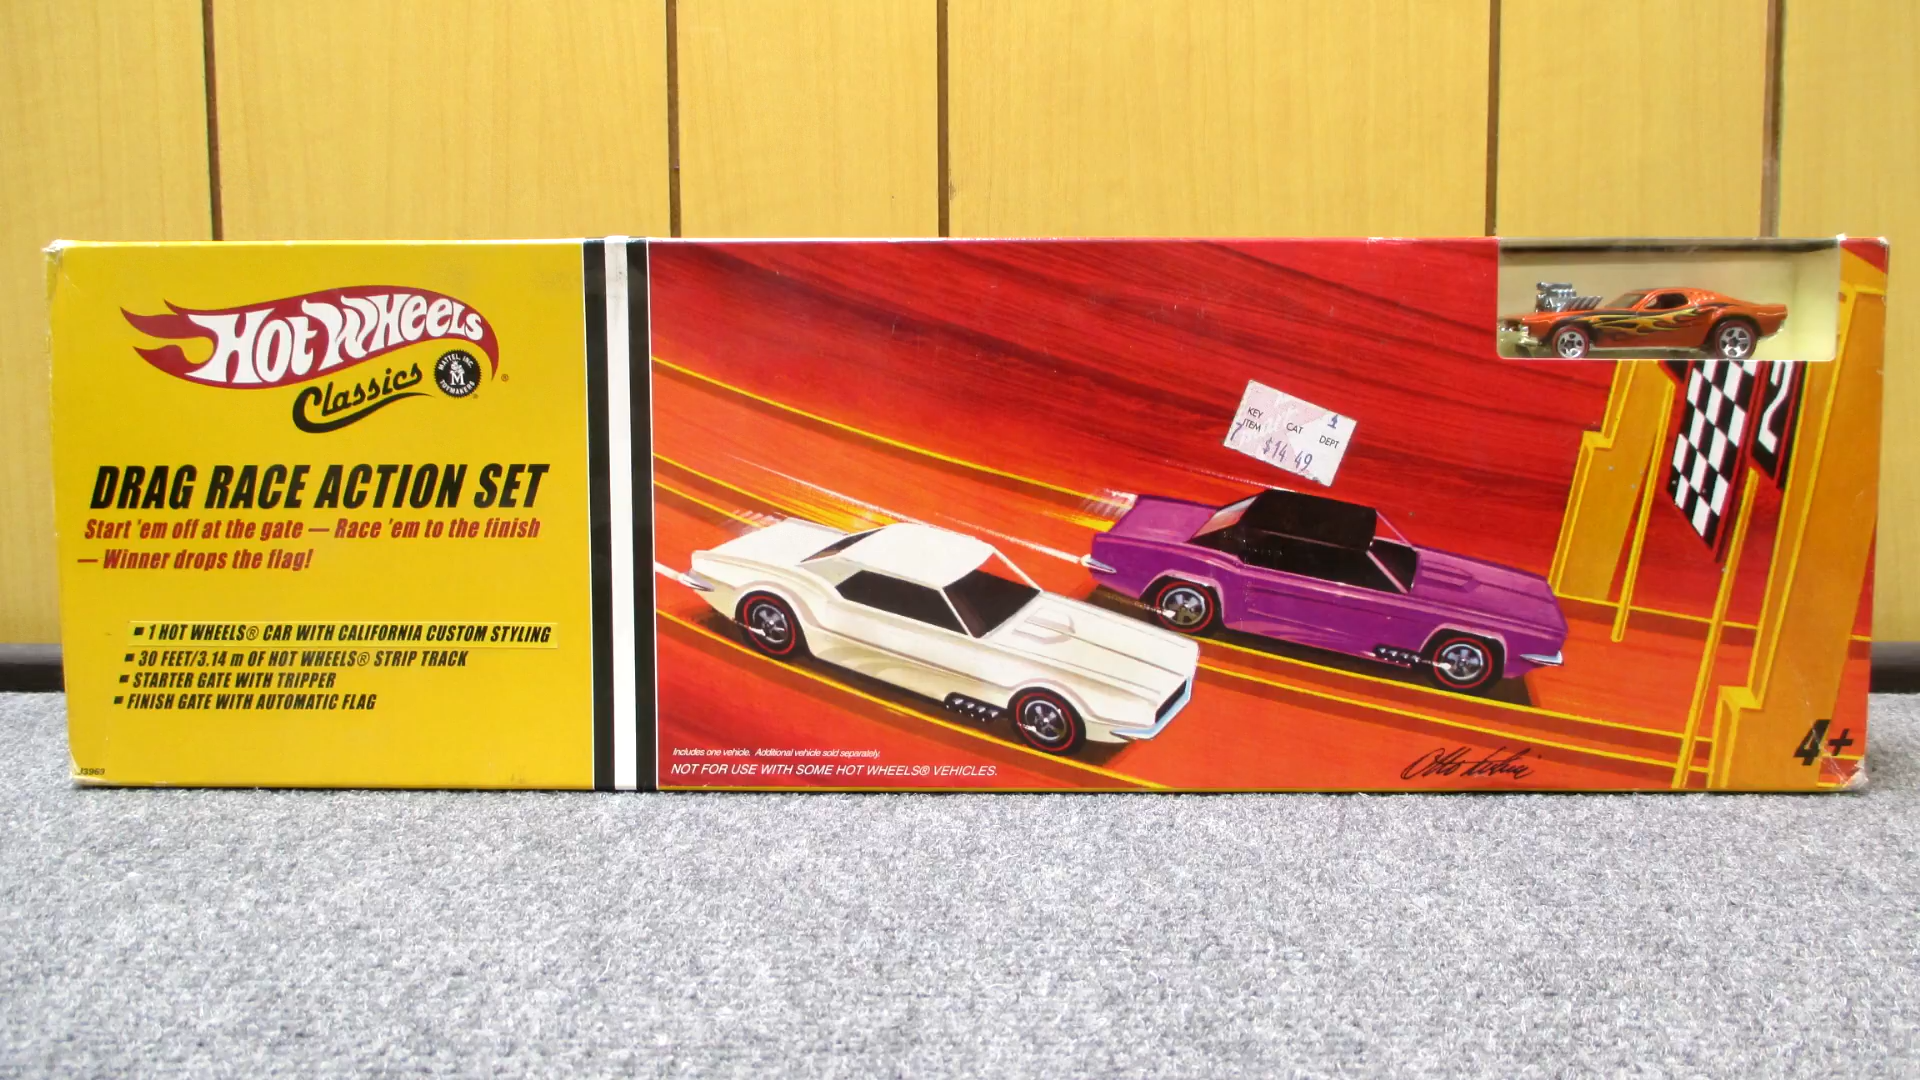 HOT WHEELS
Classics
MATTEL, INC.
M
TOYMAKERS
®
DRAG RACE ACTION SET
Start 'em off at the gate — Race 'em to the finish
— Winner drops the flag!
▪ 1 HOT WHEELS® CAR WITH CALIFORNIA CUSTOM STYLING
▪ 30 FEET/3.14 m OF HOT WHEELS® STRIP TRACK
▪ STARTER GATE WITH TRIPPER
▪ FINISH GATE WITH AUTOMATIC FLAG
J3969
KEY
ITEM
7
CAT
1
DEPT
$14 49
2
Includes one vehicle. Additional vehicle sold separately.
NOT FOR USE WITH SOME HOT WHEELS® VEHICLES.
4+